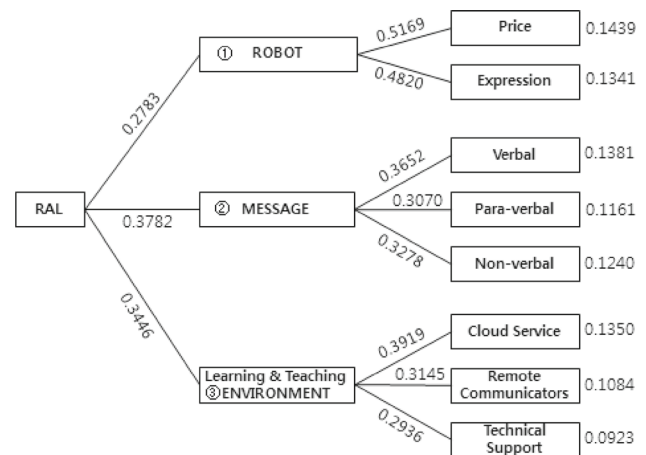 ① ROBOT
0.5169
Price
0.1439
0.4820
Expression
0.1341
0.2783
RAL
0.3782
② MESSAGE
0.3652
Verbal
0.1381
0.3070
Para-verbal
0.1161
0.3278
Non-verbal
0.1240
0.3446
Learning & Teaching
③ENVIRONMENT
0.3919
Cloud Service
0.1350
0.3145
Remote
Communicators
0.1084
0.2936
Technical
Support
0.0923